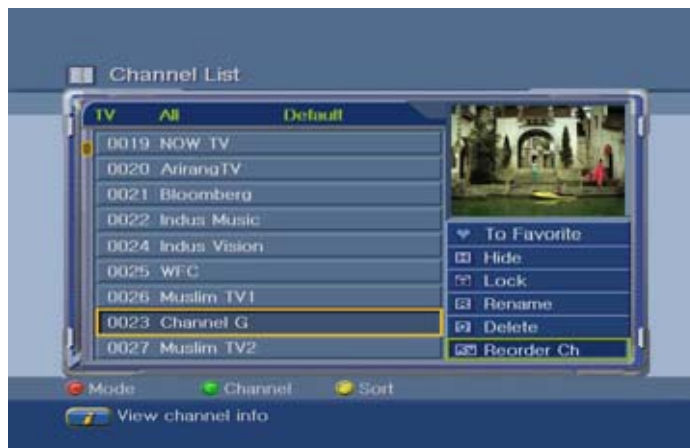 Channel List
TV All Default
0019 NOW TV
0020 ArirangTV
0021 Bloomberg
0022 Indus Music
0024 Indus Vision
0025 WFC
0026 Muslim TV1
0023 Channel G
0027 Muslim TV2
To Favorite
Hide
Lock
Rename
Delete
Reorder Ch
Mode Channel Sort
i View channel info